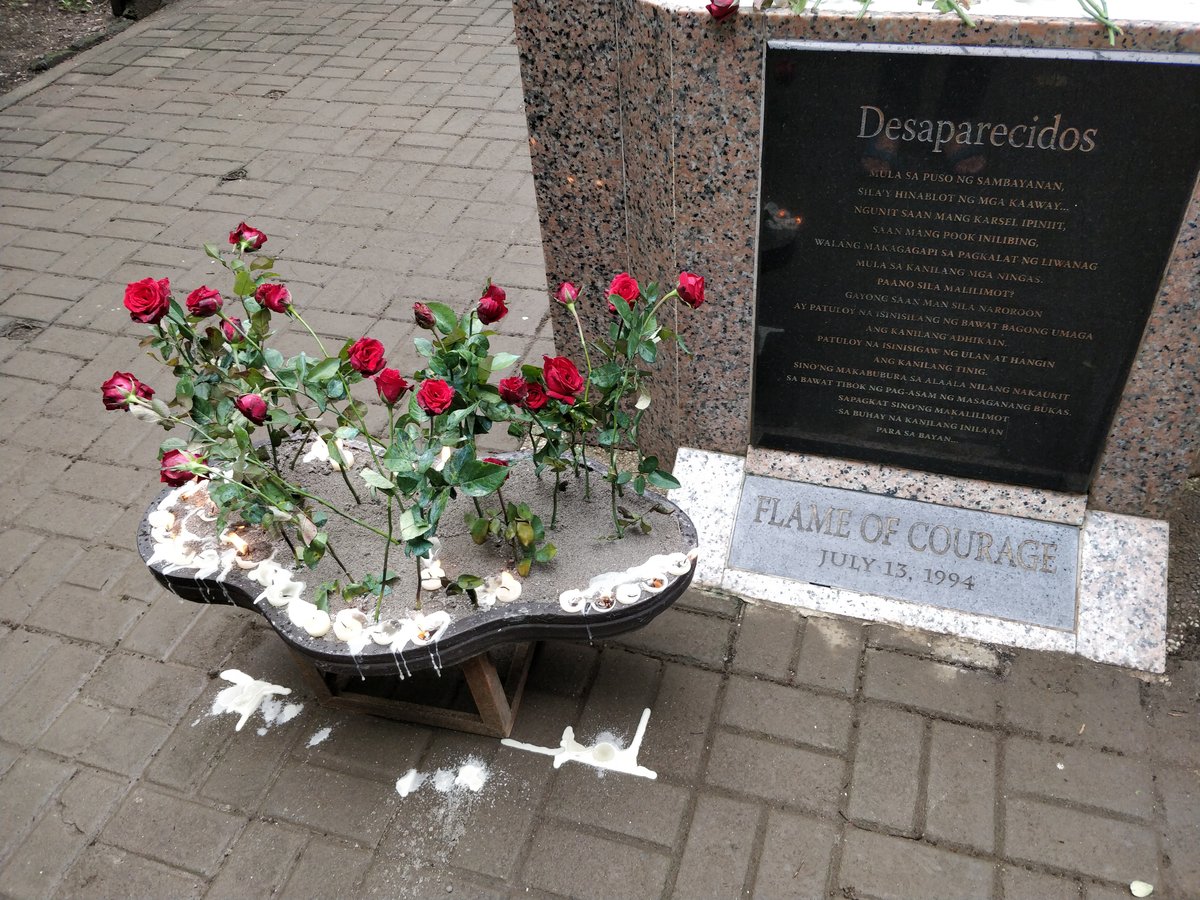 Desaparecidos
MULA SA PUSO NG SAMBAYANAN,
SILA'Y HINABLOT NG MGA KAAWAY...
NGUNIT SAAN MANG KARSEL IPINIIT,
SAAN MANG POOK INILIBING,
WALANG MAKAGAGAPI SA PAGKALAT NG LIWANAG
MULA SA KANILANG MGA NINGAS.
PAANO SILA MALILIMOT?
GAYONG SAAN MAN SILA NAROROON
AY PATULOY NA ISINISILANG NG BAWAT BAGONG UMAGA
ANG KANILANG ADHIKAIN.
PATULOY NA ISINISIGAW NG ULAN AT HANGIN
ANG KANILANG TINIG.
SINO'NG MAKABUBURA SA ALAALA NILANG NAKAUKIT
SA BAWAT TIBOK NG PAG-ASAM NG MASAGANANG BUKAS.
SAPAGKAT SINO'NG MAKALILIMOT
SA BUHAY NA KANILANG INILAAN
PARA SA BAYAN...
FLAME OF COURAGE
JULY 13, 1994